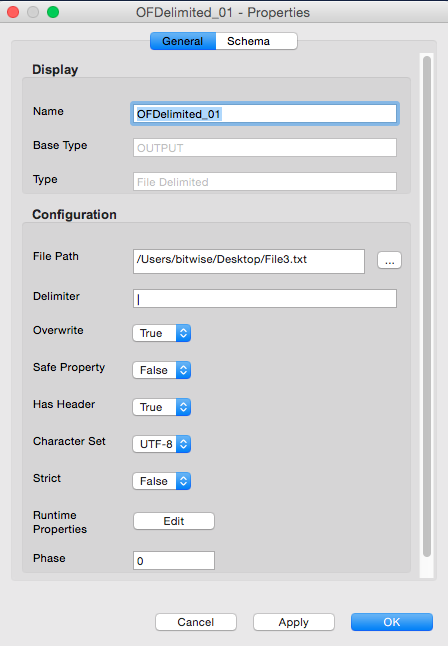 OFDelimited_01 - Properties
General Schema
Display
Name OFDelimited_01
Base Type OUTPUT
Type File Delimited
Configuration
File Path /Users/bitwise/Desktop/File3.txt ...
Delimiter |
Overwrite True
Safe Property False
Has Header True
Character Set UTF-8
Strict False
Runtime
Properties Edit
Phase 0
Cancel Apply OK